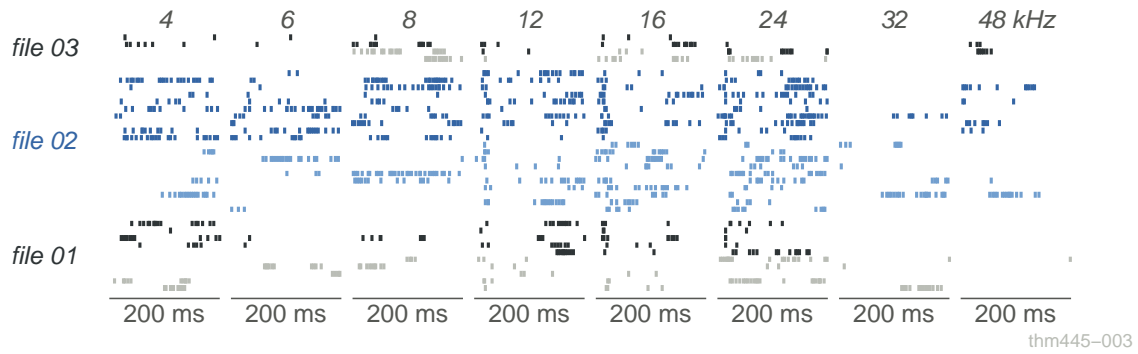 4 6 8 12 16 24 32 48 kHz
file 03
file 02
file 01
200 ms 200 ms 200 ms 200 ms 200 ms 200 ms 200 ms 200 ms
thm445–003